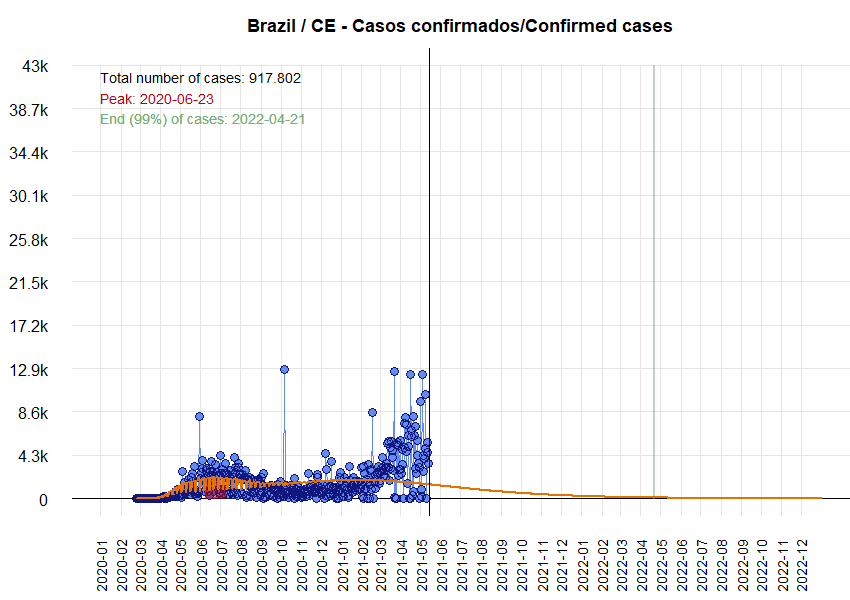 Brazil / CE - Casos confirmados/Confirmed cases
43k
Total number of cases: 917.802
Peak: 2020-06-23
38.7k
End (99%) of cases: 2022-04-21
34.4k
30.1k
25.8k
21.5k
17.2k
12.9k
8.6k
4.3k
0
2020-01
2020-02
2020-03
2020-04
2020-05
2020-06
2020-07
2020-08
2020-09
2020-10
2020-11
2020-12
2021-01
2021-02
2021-03
2021-04
2021-05
2021-06
2021-07
2021-08
2021-09
2021-10
2021-11
2021-12
2022-01
2022-02
2022-03
2022-04
2022-05
2022-06
2022-07
2022-08
2022-09
2022-10
2022-11
2022-12